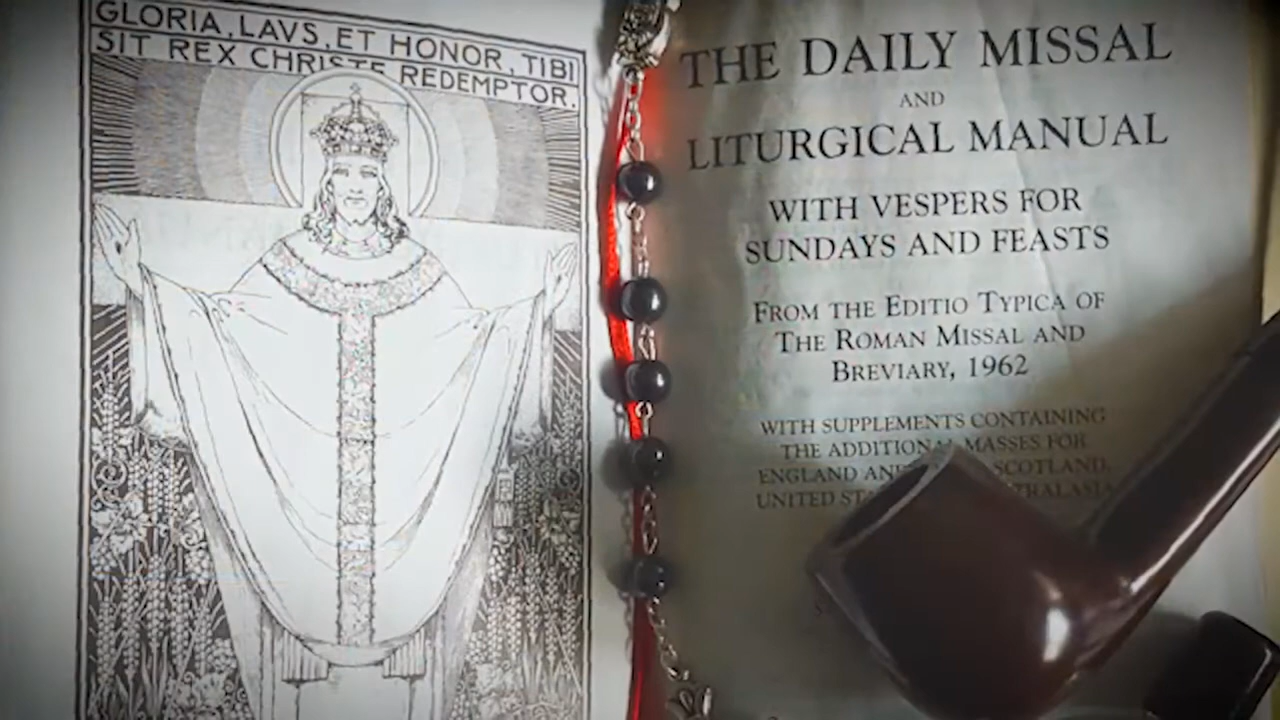 GLORIA, LAVS, ET HONOR, TIBI
SIT REX CHRISTE REDEMPTOR.
THE DAILY MISSAL
AND
LITURGICAL MANUAL
WITH VESPERS FOR
SUNDAYS AND FEASTS
FROM THE EDITIO TYPICA OF
THE ROMAN MISSAL AND
BREVIARY, 1962
WITH SUPPLEMENTS CONTAINING
THE ADDITIONAL MASSES FOR
ENGLAND SCOTLAND,
UNITED